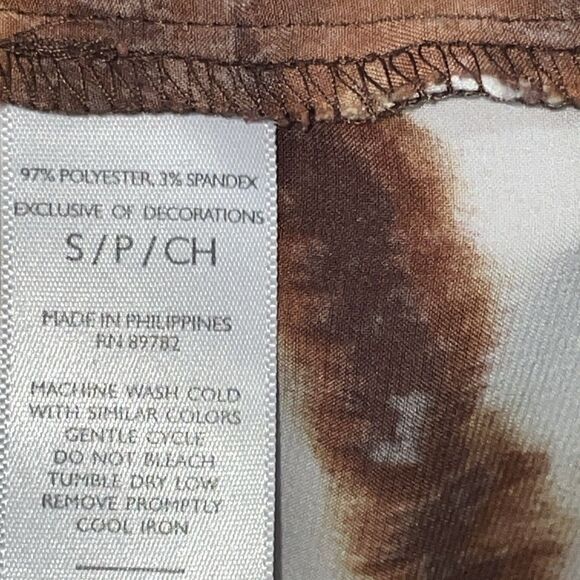 97% POLYESTER, 3% SPANDEX
EXCLUSIVE OF DECORATIONS
S/P/CH
MADE IN PHILIPPINES
RN 89782
MACHINE WASH COLD
WITH SIMILAR COLORS
GENTLE CYCLE
DO NOT BLEACH
TUMBLE DRY LOW
REMOVE PROMPTLY
COOL IRON